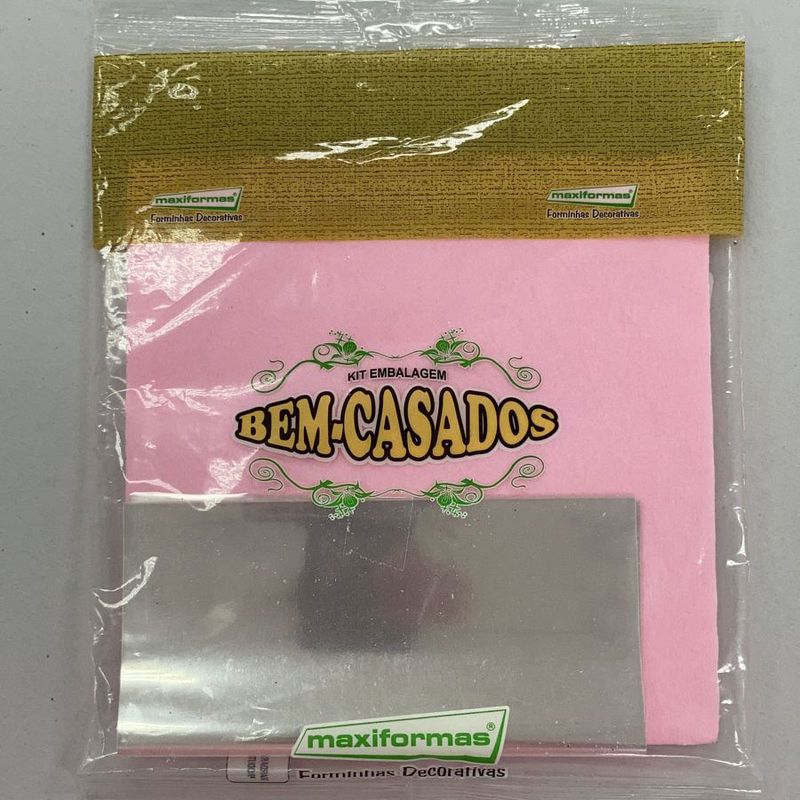 maxiformas®
Forminhas Decorativas
maxiformas®
Forminhas Decorativas
KIT EMBALAGEM
BEM-CASADOS
maxiformas®
Forminhas Decorativas